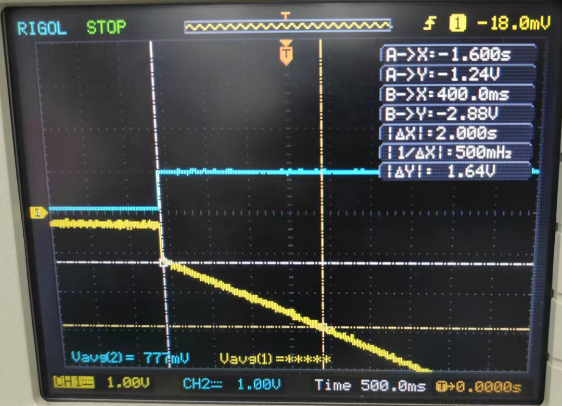 RIGOL STOP T 1 -18.0mV
T
A->X:-1.600s
A->Y:-1.24V
B->X:400.0ms
B->Y:-2.88V
|ΔX|:2.000s
|1/ΔX|:500mHz
|ΔY|: 1.64V
1
Vavg(2)= 777mV Vavg(1)=*****
CH1 1.00V CH2 1.00V Time 500.0ms T→0.0000s